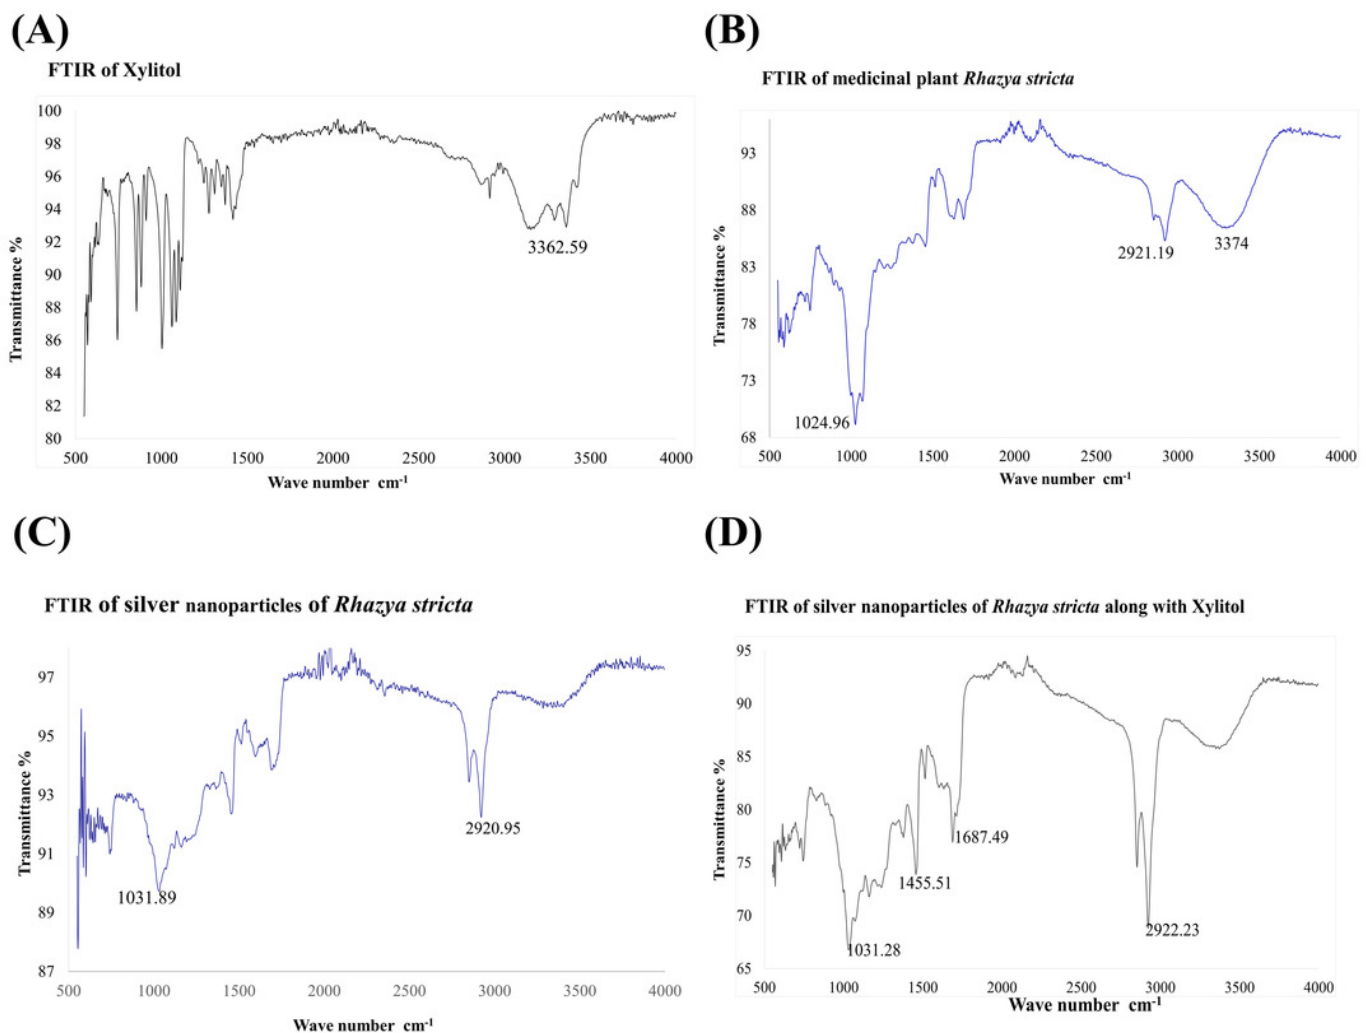 (A)
FTIR of Xylitol
100
98
96
94
92
90
88
86
84
82
80
Transmittance %
3362.59
500 1000 1500 2000 2500 3000 3500 4000
Wave number cm-1
(B)
FTIR of medicinal plant Rhazya stricta
93
88
83
78
73
68
Transmittance %
2921.19
3374
1024.96
500 1000 1500 2000 2500 3000 3500 4000
Wave number cm-1
(C)
FTIR of silver nanoparticles of Rhazya stricta
97
95
93
91
89
87
Transmittance %
2920.95
1031.89
500 1000 1500 2000 2500 3000 3500 4000
Wave number cm-1
(D)
FTIR of silver nanoparticles of Rhazya stricta along with Xylitol
95
90
85
80
75
70
65
Transmittance %
1687.49
1455.51
2922.23
1031.28
500 1000 1500 2000 2500 3000 3500 4000
Wave number cm-1